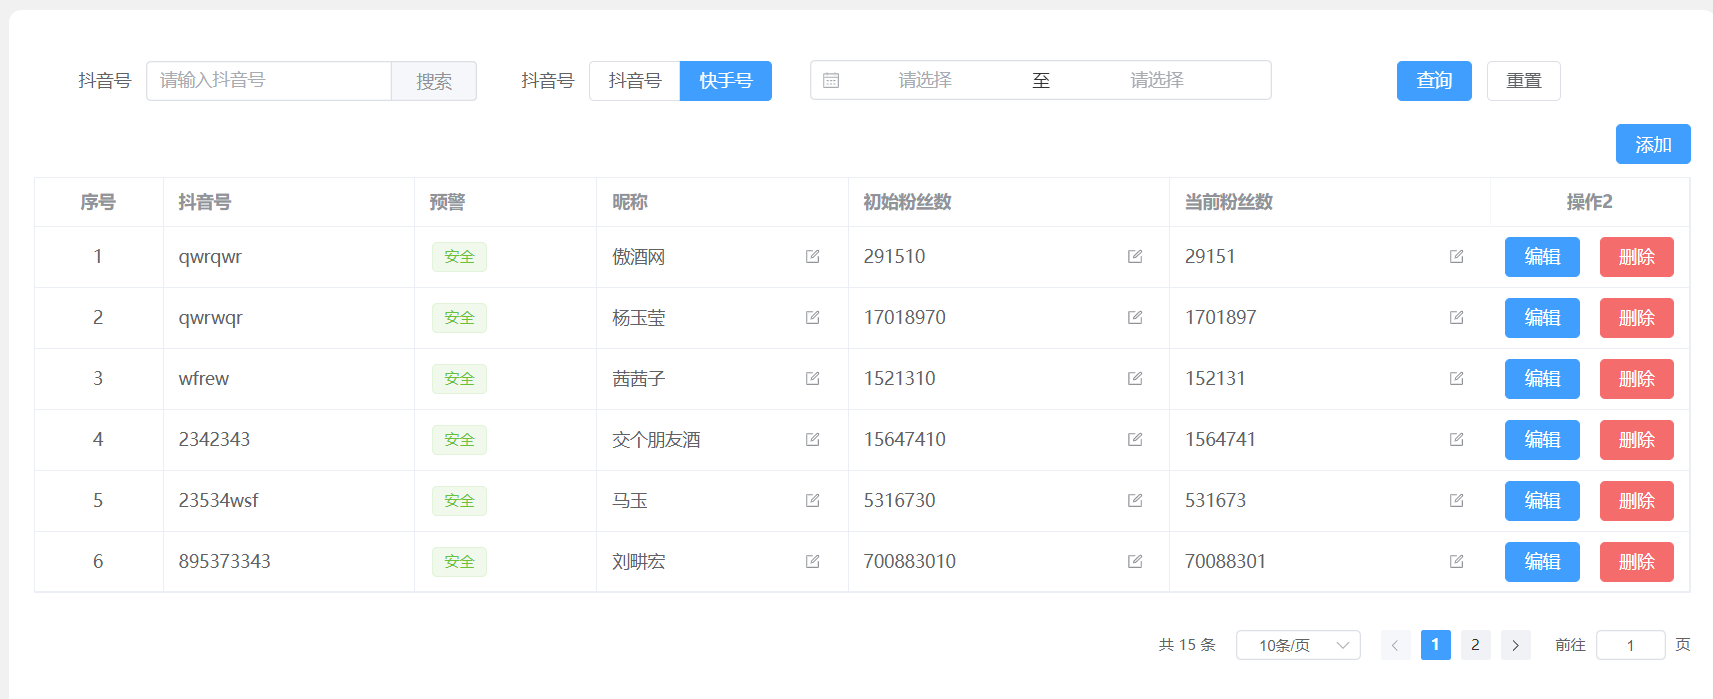 抖音号 请输入抖音号 搜索 抖音号 抖音号 快手号 请选择 至 请选择 查询 重置
添加
序号 抖音号 预警 昵称 初始粉丝数 当前粉丝数 操作2
1 qwrqwr 安全 傲酒网 291510 29151 编辑 删除
2 qwrwqr 安全 杨玉莹 17018970 1701897 编辑 删除
3 wfrew 安全 茜茜子 1521310 152131 编辑 删除
4 2342343 安全 交个朋友酒 15647410 1564741 编辑 删除
5 23534wsf 安全 马玉 5316730 531673 编辑 删除
6 895373343 安全 刘畊宏 700883010 70088301 编辑 删除
共 15 条 10条/页 1 2 前往 1 页